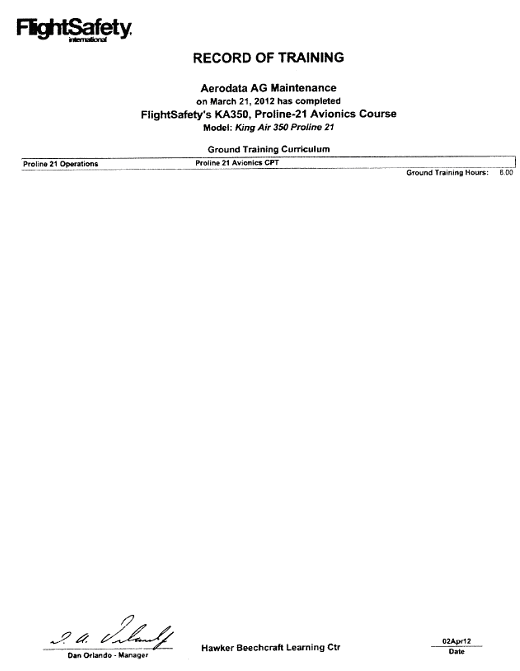 FlightSafety.
international
RECORD OF TRAINING
Aerodata AG Maintenance
on March 21, 2012 has completed
FlightSafety's KA350, Proline-21 Avionics Course
Model: King Air 350 Proline 21
Ground Training Curriculum
Proline 21 Operations Proline 21 Avionics CPT
Ground Training Hours: 6.00
Dan Orlando - Manager
Hawker Beechcraft Learning Ctr
02Apr12
Date